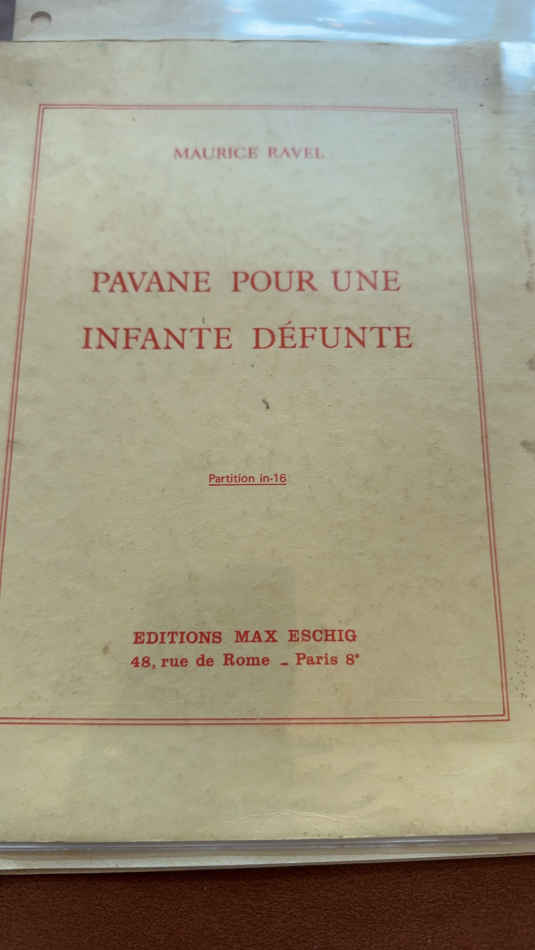 MAURICE RAVEL
PAVANE POUR UNE
INFANTE DÉFUNTE
Partition in-16
EDITIONS MAX ESCHIG
48, rue de Rome _ Paris 8e